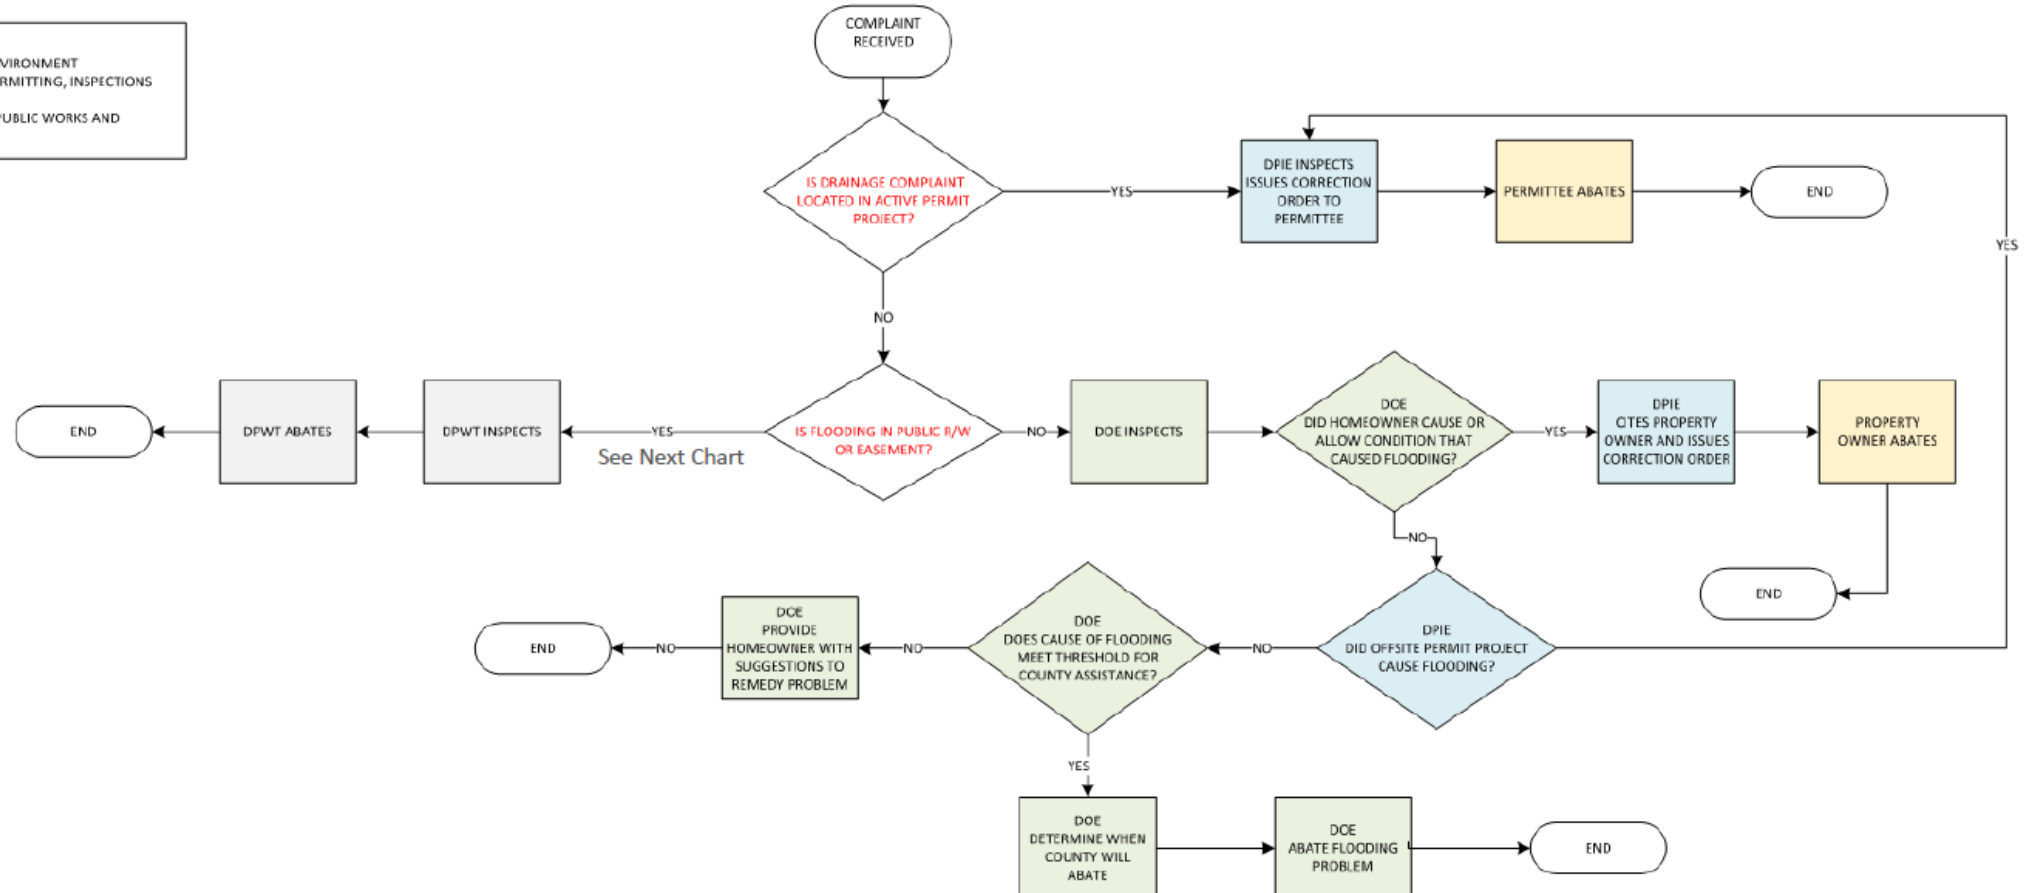 COMPLAINT
RECEIVED
VIRONMENT
RMITTING, INSPECTIONS
PUBLIC WORKS AND
IS DRAINAGE COMPLAINT
LOCATED IN ACTIVE PERMIT
PROJECT?
YES
DPIE INSPECTS
ISSUES CORRECTION
ORDER TO
PERMITTEE
PERMITTEE ABATES
END
YES
NO
END
DPWT ABATES
DPWT INSPECTS
YES
See Next Chart
IS FLOODING IN PUBLIC R/W
OR EASEMENT?
NO
DOE INSPECTS
DOE
DID HOMEOWNER CAUSE OR
ALLOW CONDITION THAT
CAUSED FLOODING?
YES
DPIE
CITES PROPERTY
OWNER AND ISSUES
CORRECTION ORDER
PROPERTY
OWNER ABATES
NO
END
END
NO
DOE
PROVIDE
HOMEOWNER WITH
SUGGESTIONS TO
REMEDY PROBLEM
NO
DOE
DOES CAUSE OF FLOODING
MEET THRESHOLD FOR
COUNTY ASSISTANCE?
NO
DPIE
DID OFFSITE PERMIT PROJECT
CAUSE FLOODING?
YES
DOE
DETERMINE WHEN
COUNTY WILL
ABATE
DOE
ABATE FLOODING
PROBLEM
END